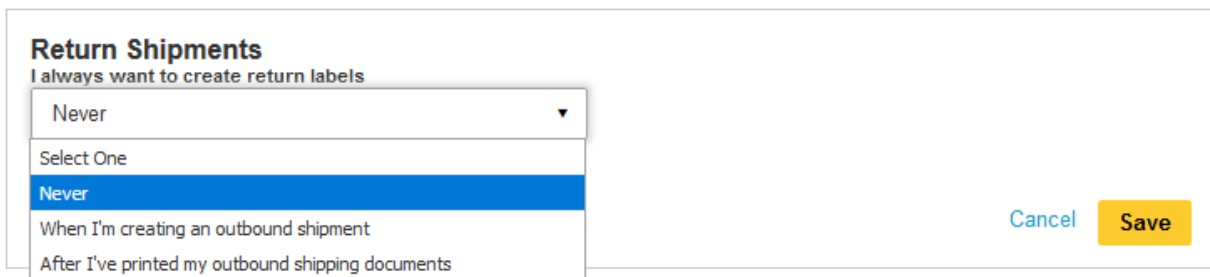 Return Shipments
I always want to create return labels
Never
Select One
Never
When I'm creating an outbound shipment
After I've printed my outbound shipping documents
Cancel
Save